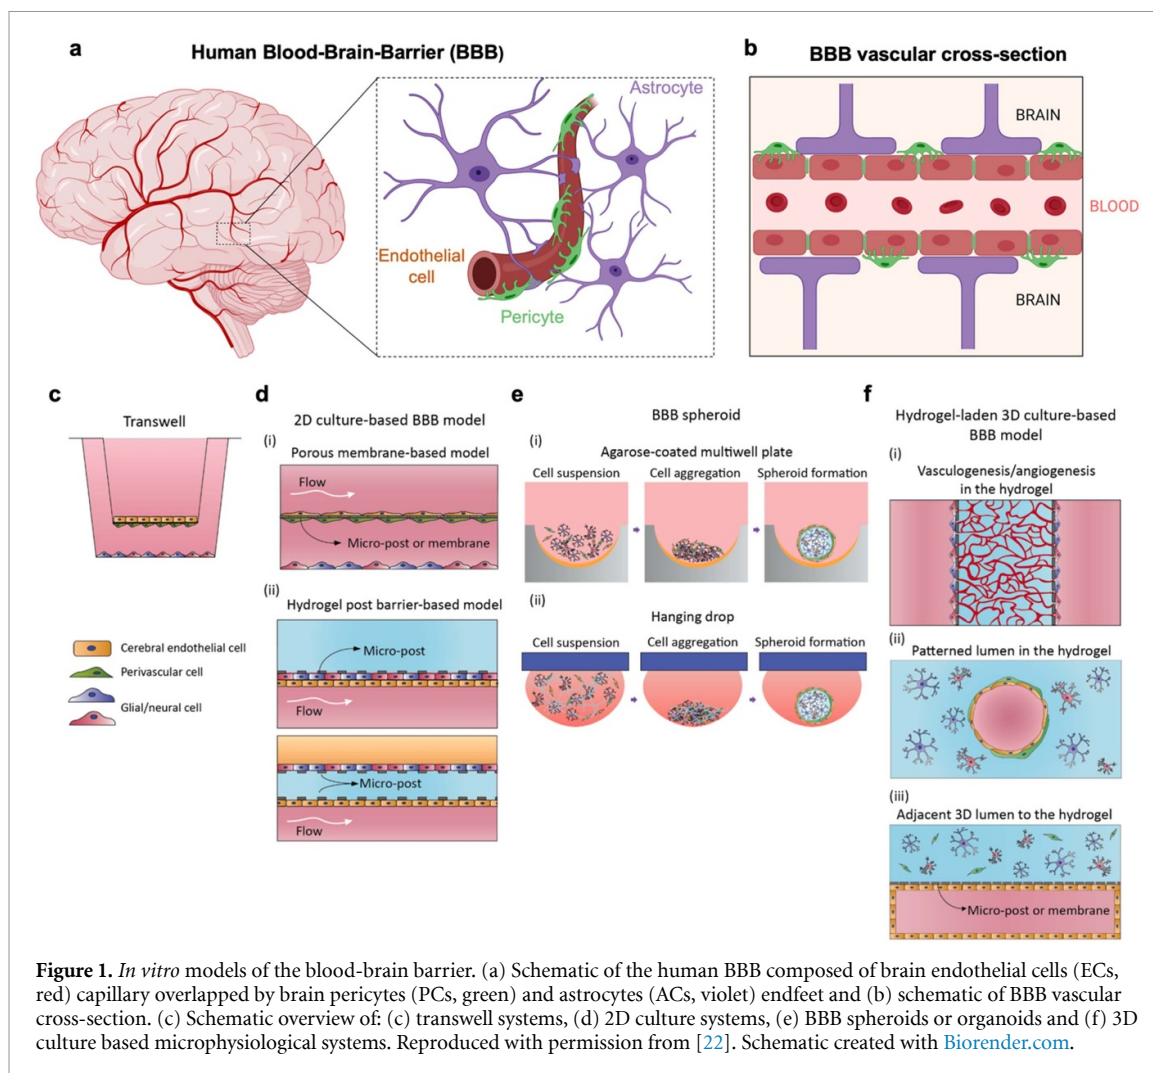 a
Human Blood-Brain-Barrier (BBB)
Astrocyte
Endothelial
cell
Pericyte
b
BBB vascular cross-section
BRAIN
BLOOD
BRAIN
c
Transwell
Cerebral endothelial cell
Perivascular cell
Glial/neural cell
d
2D culture-based BBB model
(i)
Porous membrane-based model
Flow
Micro-post or membrane
(ii)
Hydrogel post barrier-based model
Micro-post
Flow
Micro-post
Flow
e
BBB spheroid
(i)
Agarose-coated multiwell plate
Cell suspension Cell aggregation Spheroid formation
(ii)
Hanging drop
Cell suspension Cell aggregation Spheroid formation
f
Hydrogel-laden 3D culture-based
BBB model
(i)
Vasculogenesis/angiogenesis
in the hydrogel
(ii)
Patterned lumen in the hydrogel
(iii)
Adjacent 3D lumen to the hydrogel
Micro-post or membrane
Figure 1. In vitro models of the blood-brain barrier. (a) Schematic of the human BBB composed of brain endothelial cells (ECs,
red) capillary overlapped by brain pericytes (PCs, green) and astrocytes (ACs, violet) endfeet and (b) schematic of BBB vascular
cross-section. (c) Schematic overview of: (c) transwell systems, (d) 2D culture systems, (e) BBB spheroids or organoids and (f) 3D
culture based microphysiological systems. Reproduced with permission from [22]. Schematic created with Biorender.com.